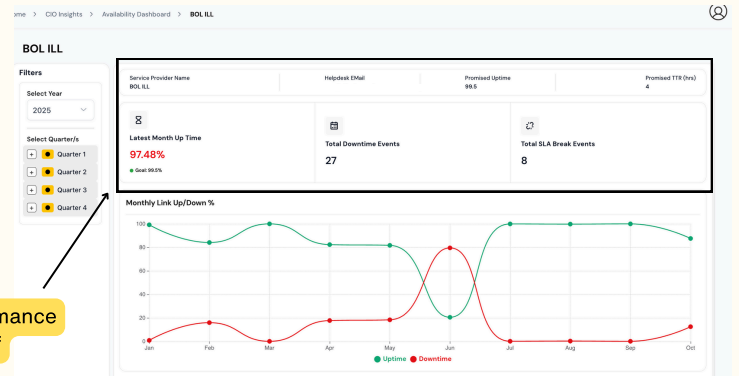 Home > CIO Insights > Availability Dashboard > BOL ILL
BOL ILL
Filters
Select Year
2025
Select Quarter/s
+ Quarter 1
+ Quarter 2
+ Quarter 3
+ Quarter 4
Service Provider Name
BOL ILL
Helpdesk EMail
Promised Uptime
99.5
Promised TTR (hrs)
4
Latest Month Up Time
97.48%
Goal: 99.5%
Total Downtime Events
27
Total SLA Break Events
8
Monthly Link Up/Down %
100
80
60
40
20
0
Jan Feb Mar Apr May Jun Jul Aug Sep Oct
Uptime Downtime